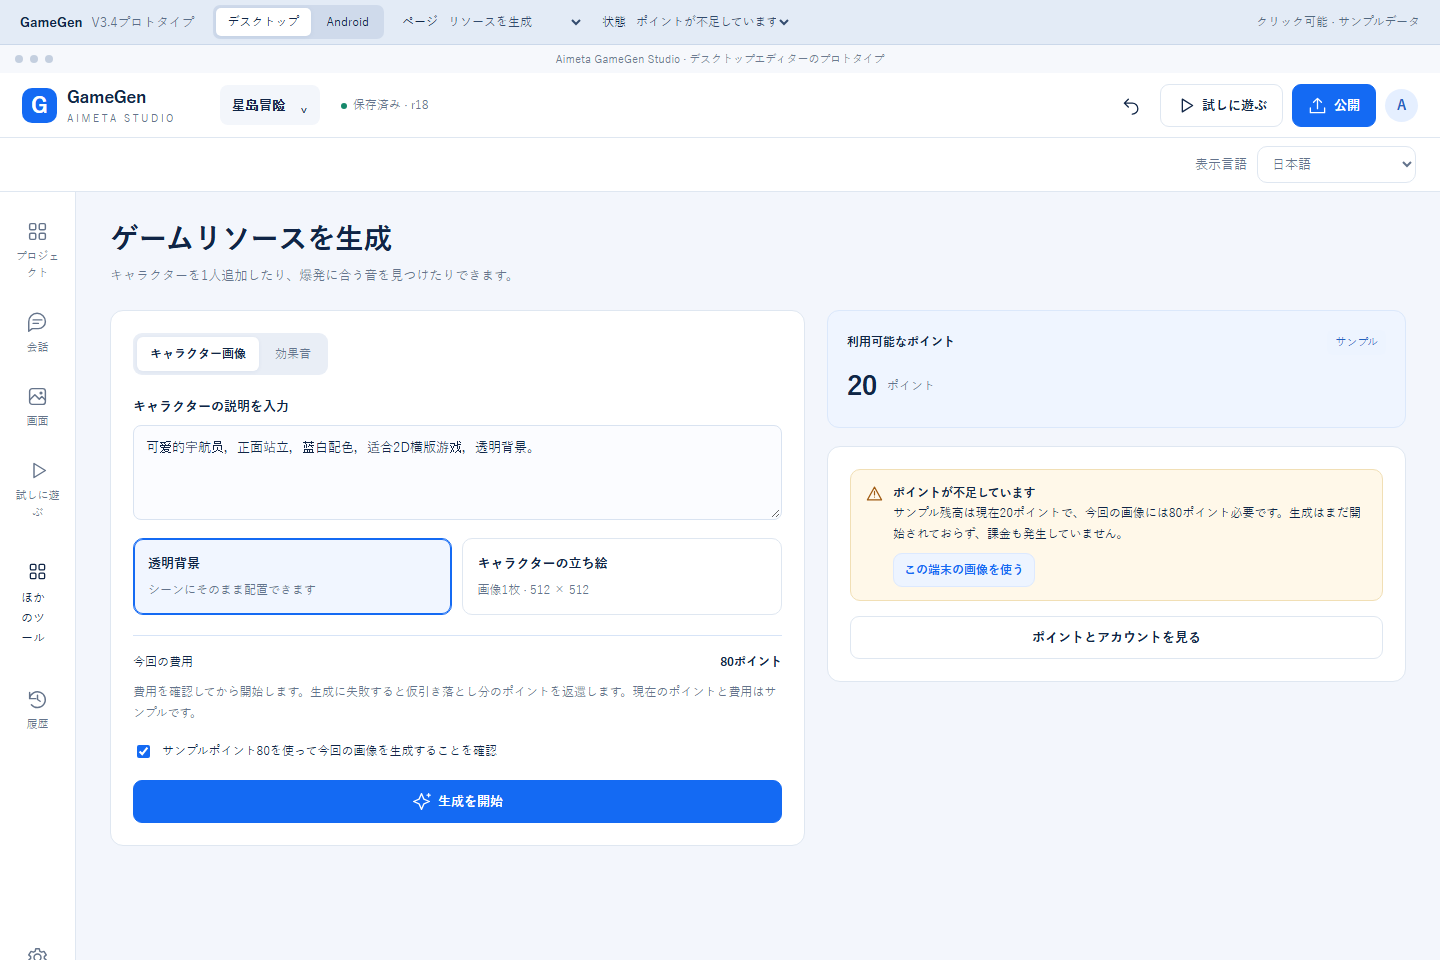 GameGen V3.4プロトタイプ デスクトップ Android ページ リソースを生成 状態 ポイントが不足しています クリック可能 · サンプルデータ
Aimeta GameGen Studio · デスクトップエディターのプロトタイプ
G GameGen
AIMETA STUDIO
星岛冒险
保存済み · r18
試しに遊ぶ
公開
A
表示言語 日本語
プロジェ
クト
会話
画面
試しに遊
ぶ
ほか
のツ
ール
履歴
ゲームリソースを生成
キャラクターを1人追加したり、爆発に合う音を見つけたりできます。
キャラクター画像 効果音
キャラクターの説明を入力
可爱的宇航员，正面站立，蓝白配色，适合2D横版游戏，透明背景。
透明背景
シーンにそのまま配置できます
キャラクターの立ち絵
画像1枚 · 512 × 512
今回の費用 80ポイント
費用を確認してから開始します。生成に失敗すると仮引き落とし分のポイントを返還します。現在のポイントと費用はサ
ンプルです。
サンプルポイント80を使って今回の画像を生成することを確認
生成を開始
利用可能なポイント サンプル
20 ポイント
ポイントが不足しています
サンプル残高は現在20ポイントで、今回の画像には80ポイント必要です。生成はまだ開
始されておらず、課金も発生していません。
この端末の画像を使う
ポイントとアカウントを見る